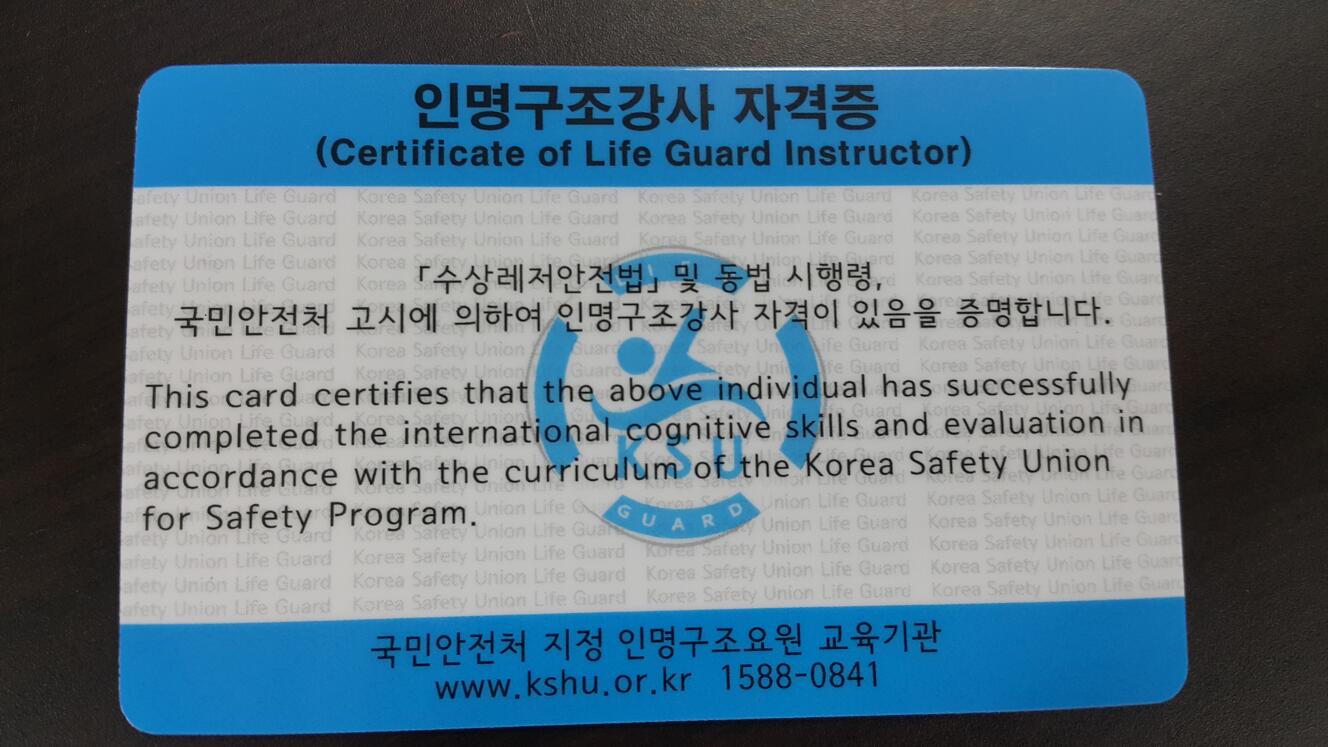 인명구조강사 자격증
(Certificate of Life Guard Instructor)
「수상레저안전법」 및 동법 시행령,
국민안전처 고시에 의하여 인명구조강사 자격이 있음을 증명합니다.
This card certifies that the above individual has successfully
completed the international cognitive skills and evaluation in
accordance with the curriculum of the Korea Safety Union
for Safety Program.
KSU
GUARD
Korea Safety Union Life Guard
국민안전처 지정 인명구조요원 교육기관
www.kshu.or.kr 1588-0841